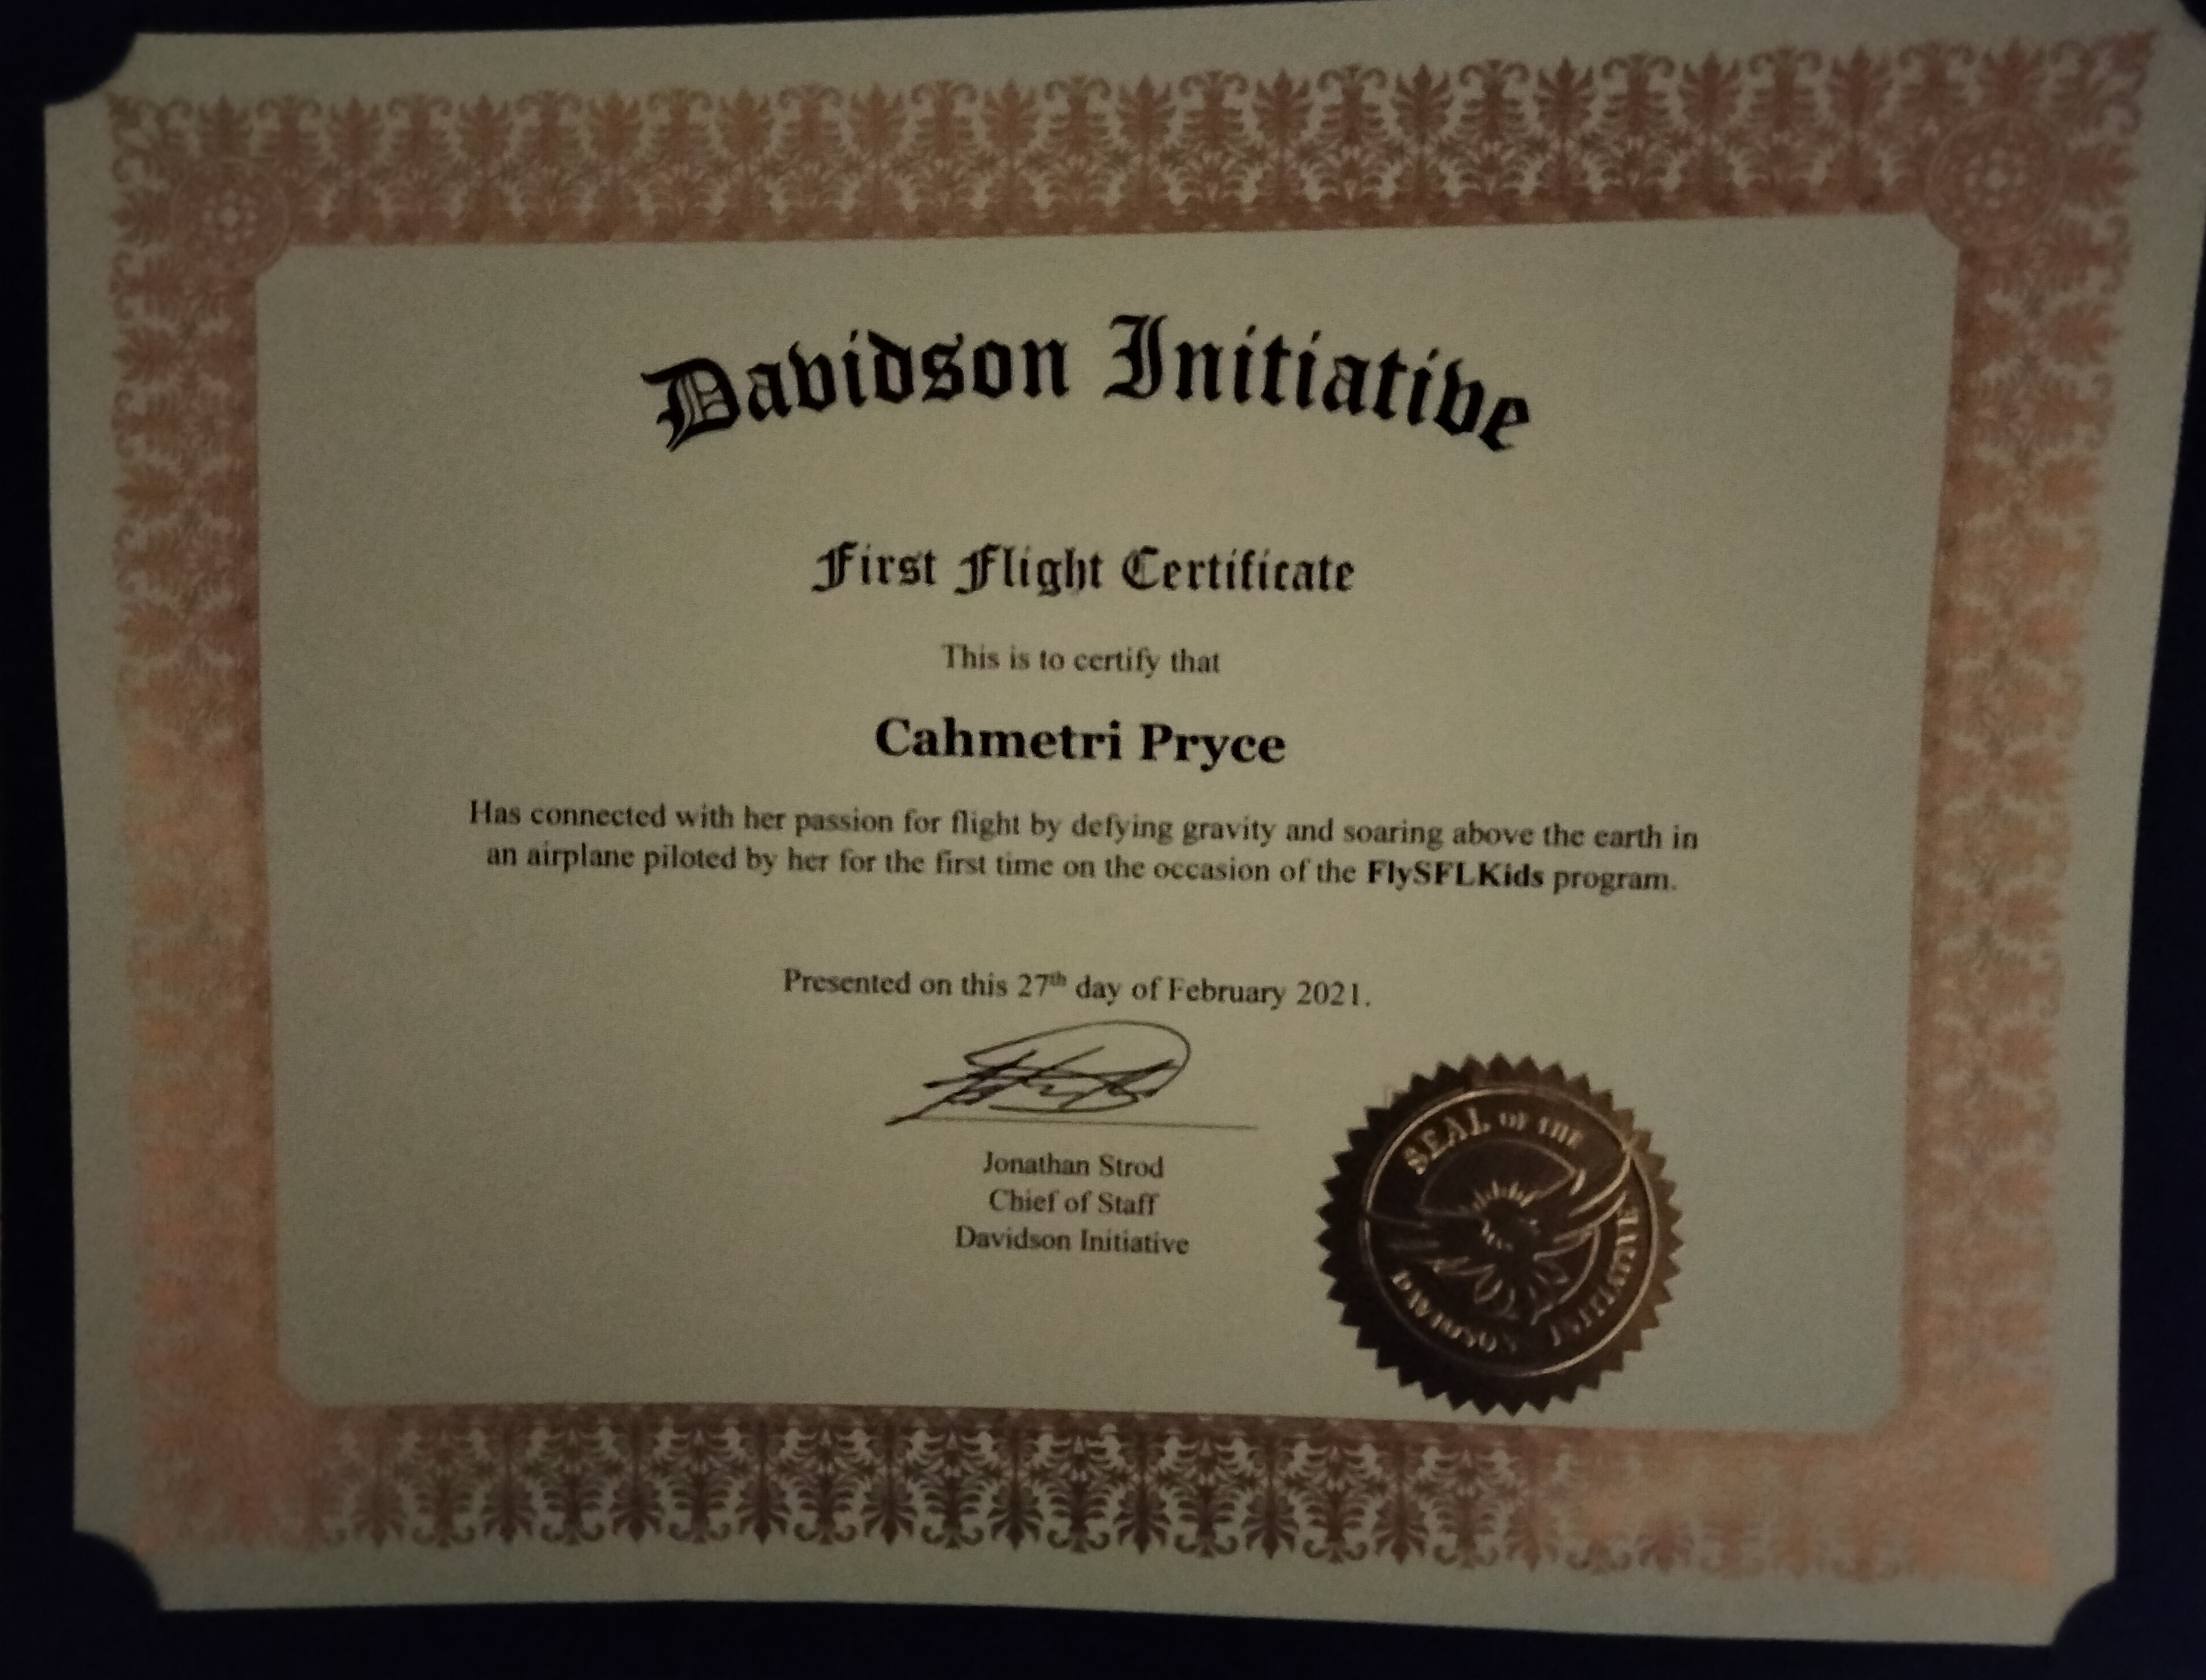 Davidson Initiative
First Flight Certificate
This is to certify that
Cahmetri Pryce
Has connected with her passion for flight by defying gravity and soaring above the earth in
an airplane piloted by her for the first time on the occasion of the FlySFLKids program.
Presented on this 27th day of February 2021.
Jonathan Strod
Chief of Staff
Davidson Initiative
SEAL OF THE
DAVIDSON INITIATIVE